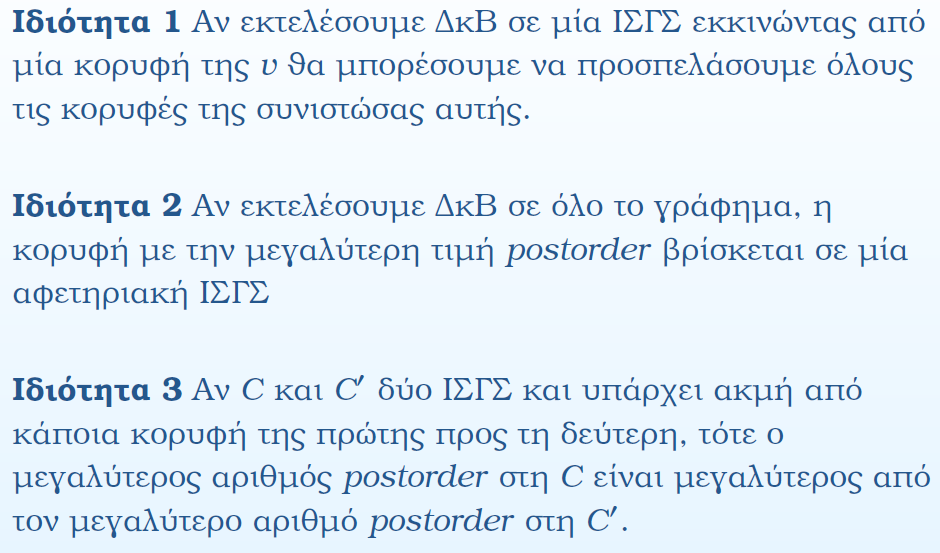 Ιδιότητα 1 Αν εκτελέσουμε ΔκΒ σε μία ΙΣΓΣ εκκινώντας από
μία κορυφή της υ θα μπορέσουμε να προσπελάσουμε όλους
τις κορυφές της συνιστώσας αυτής.
Ιδιότητα 2 Αν εκτελέσουμε ΔκΒ σε όλο το γράφημα, η
κορυφή με την μεγαλύτερη τιμή postorder βρίσκεται σε μία
αφετηριακή ΙΣΓΣ
Ιδιότητα 3 Αν C και C′ δύο ΙΣΓΣ και υπάρχει ακμή από
κάποια κορυφή της πρώτης προς τη δεύτερη, τότε ο
μεγαλύτερος αριθμός postorder στη C είναι μεγαλύτερος από
τον μεγαλύτερο αριθμό postorder στη C′.